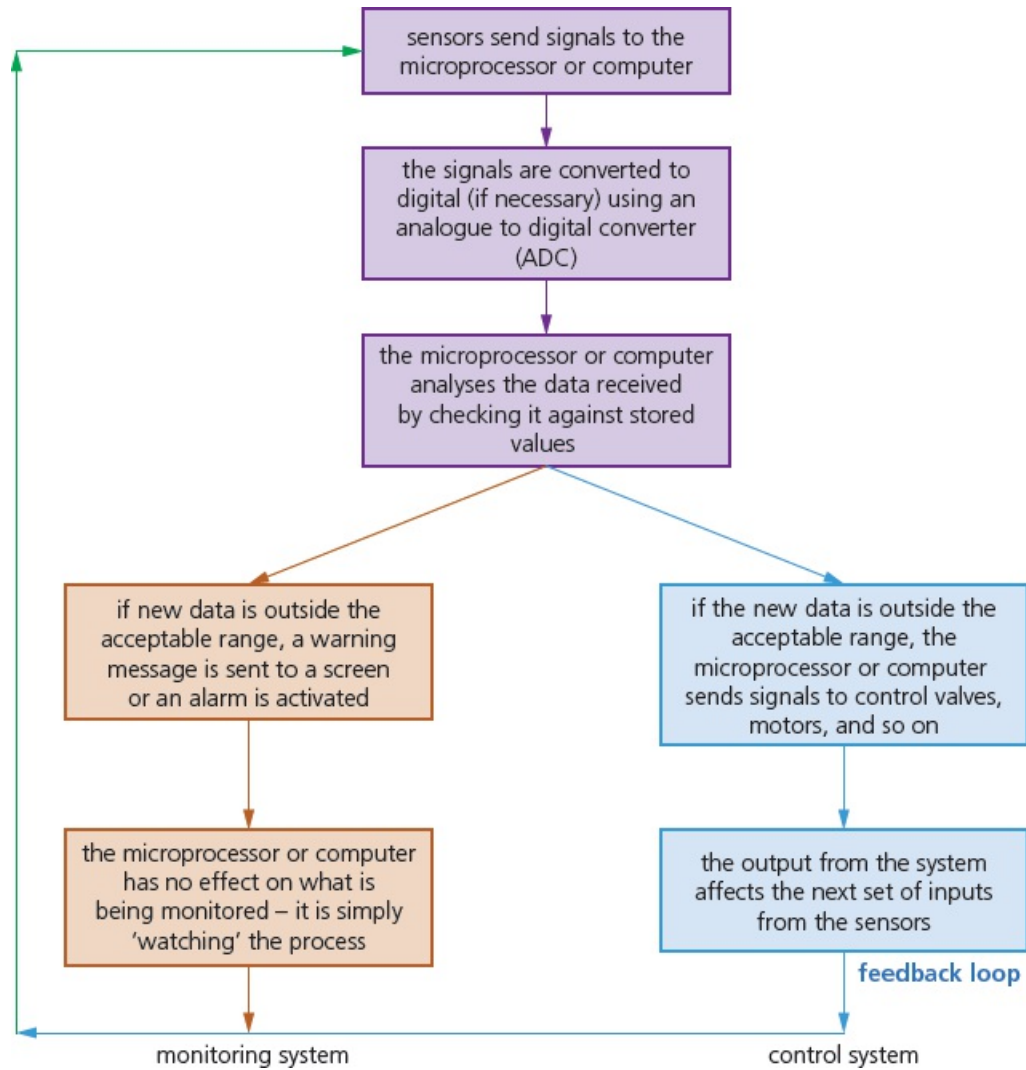 sensors send signals to the
microprocessor or computer
the signals are converted to
digital (if necessary) using an
analogue to digital converter
(ADC)
the microprocessor or computer
analyses the data received
by checking it against stored
values
if new data is outside the
acceptable range, a warning
message is sent to a screen
or an alarm is activated
the microprocessor or computer
has no effect on what is
being monitored – it is simply
‘watching’ the process
monitoring system
if the new data is outside the
acceptable range, the
microprocessor or computer
sends signals to control valves,
motors, and so on
the output from the system
affects the next set of inputs
from the sensors
feedback loop
control system